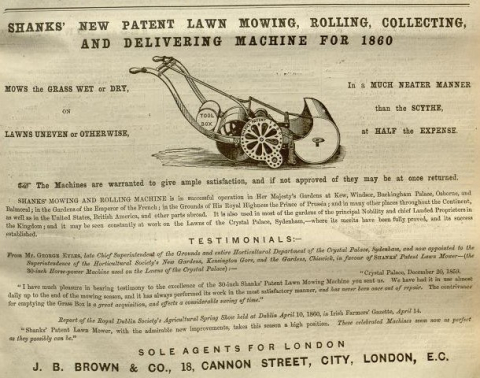 SHANKS' NEW PATENT LAWN MOWING, ROLLING, COLLECTING,
AND DELIVERING MACHINE FOR 1860
MOWS the GRASS WET or DRY,
ON
LAWNS UNEVEN or OTHERWISE,
TOOL
BOX
In a MUCH NEATER MANNER
than the SCYTHE,
at HALF the EXPENSE.
The Machines are warranted to give ample satisfaction, and if not approved of they may be at once returned.
SHANKS' MOWING AND ROLLING MACHINE is in successful operation in Her Majesty's Gardens at Kew, Windsor, Buckingham Palace, Osborne, and
Balmoral; in the Gardens of the Emperor of the French; in the Grounds of His Royal Highness the Prince of Prussia; and in many other places throughout the Continent,
as well as in the United States, British America, and other parts abroad. It is also used in most of the gardens of the principal Nobility and chief Landed Proprietors in
the Kingdom; and it may be seen constantly at work on the Lawns of the Crystal Palace, Sydenham,—where its merits have been fully proved, and its success
established.
TESTIMONIALS:—
From Mr. GEORGE EYLES, late Chief Superintendent of the Grounds and entire Horticultural Department of the Crystal Palace, Sydenham, and now appointed to the
Superintendence of the Horticultural Society's New Gardens, Kensington Gore, and the Gardens, Chiswick, in favour of SHANKS' Patent LAWN MOWER—(the
30-inch Horse-power Machine used on the Lawns of the Crystal Palace):—
"Crystal Palace, December 20, 1859.
"I have much pleasure in bearing testimony to the excellence of the 30-inch Shanks' Patent Lawn Mowing Machine you sent us. We have had it in use almost
daily up to the end of the mowing season, and it has always performed its work in the most satisfactory manner, and has never been once out of repair. The contrivance
for emptying the Grass Box is a great acquisition, and effects a considerable saving of time."
Report of the Royal Dublin Society's Agricultural Spring Show held at Dublin April 10, 1860, in Irish Farmers' Gazette, April 14.
"Shanks' Patent Lawn Mower, with the admirable new improvements, takes this season a high position. These celebrated Machines seem now as perfect
as they possibly can be."
SOLE AGENTS FOR LONDON
J. B. BROWN & CO., 18, CANNON STREET, CITY, LONDON, E.C.